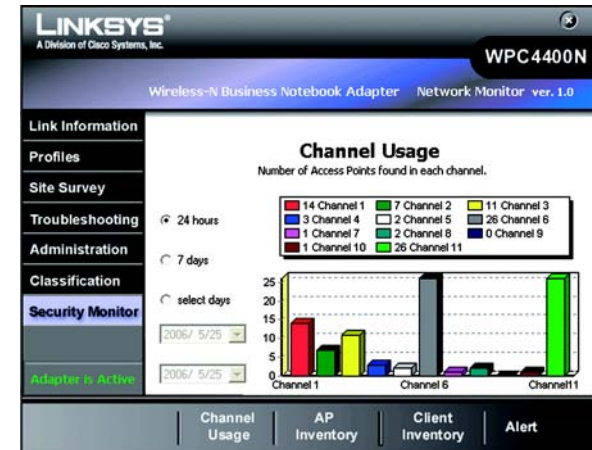 LINKSYS®
A Division of Cisco Systems, Inc.
WPC4400N
Wireless-N Business Notebook Adapter Network Monitor ver. 1.0
Link Information
Profiles
Site Survey
Troubleshooting
Administration
Classification
Security Monitor
Adapter is Active
Channel Usage
Number of Access Points found in each channel.
24 hours
7 days
select days
2006/ 5/25
2006/ 5/25
14 Channel 1 7 Channel 2 11 Channel 3
3 Channel 4 2 Channel 5 26 Channel 6
1 Channel 7 2 Channel 8 0 Channel 9
1 Channel 10 26 Channel 11
25
20
15
10
5
0
Channel 1 Channel 6 Channel11
Channel Usage
AP Inventory
Client Inventory
Alert